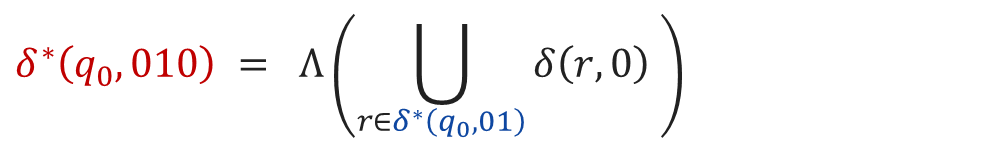 δ*(q₀, 010) = Λ(⋃ δ(r, 0))
r∈δ*(q₀,01)